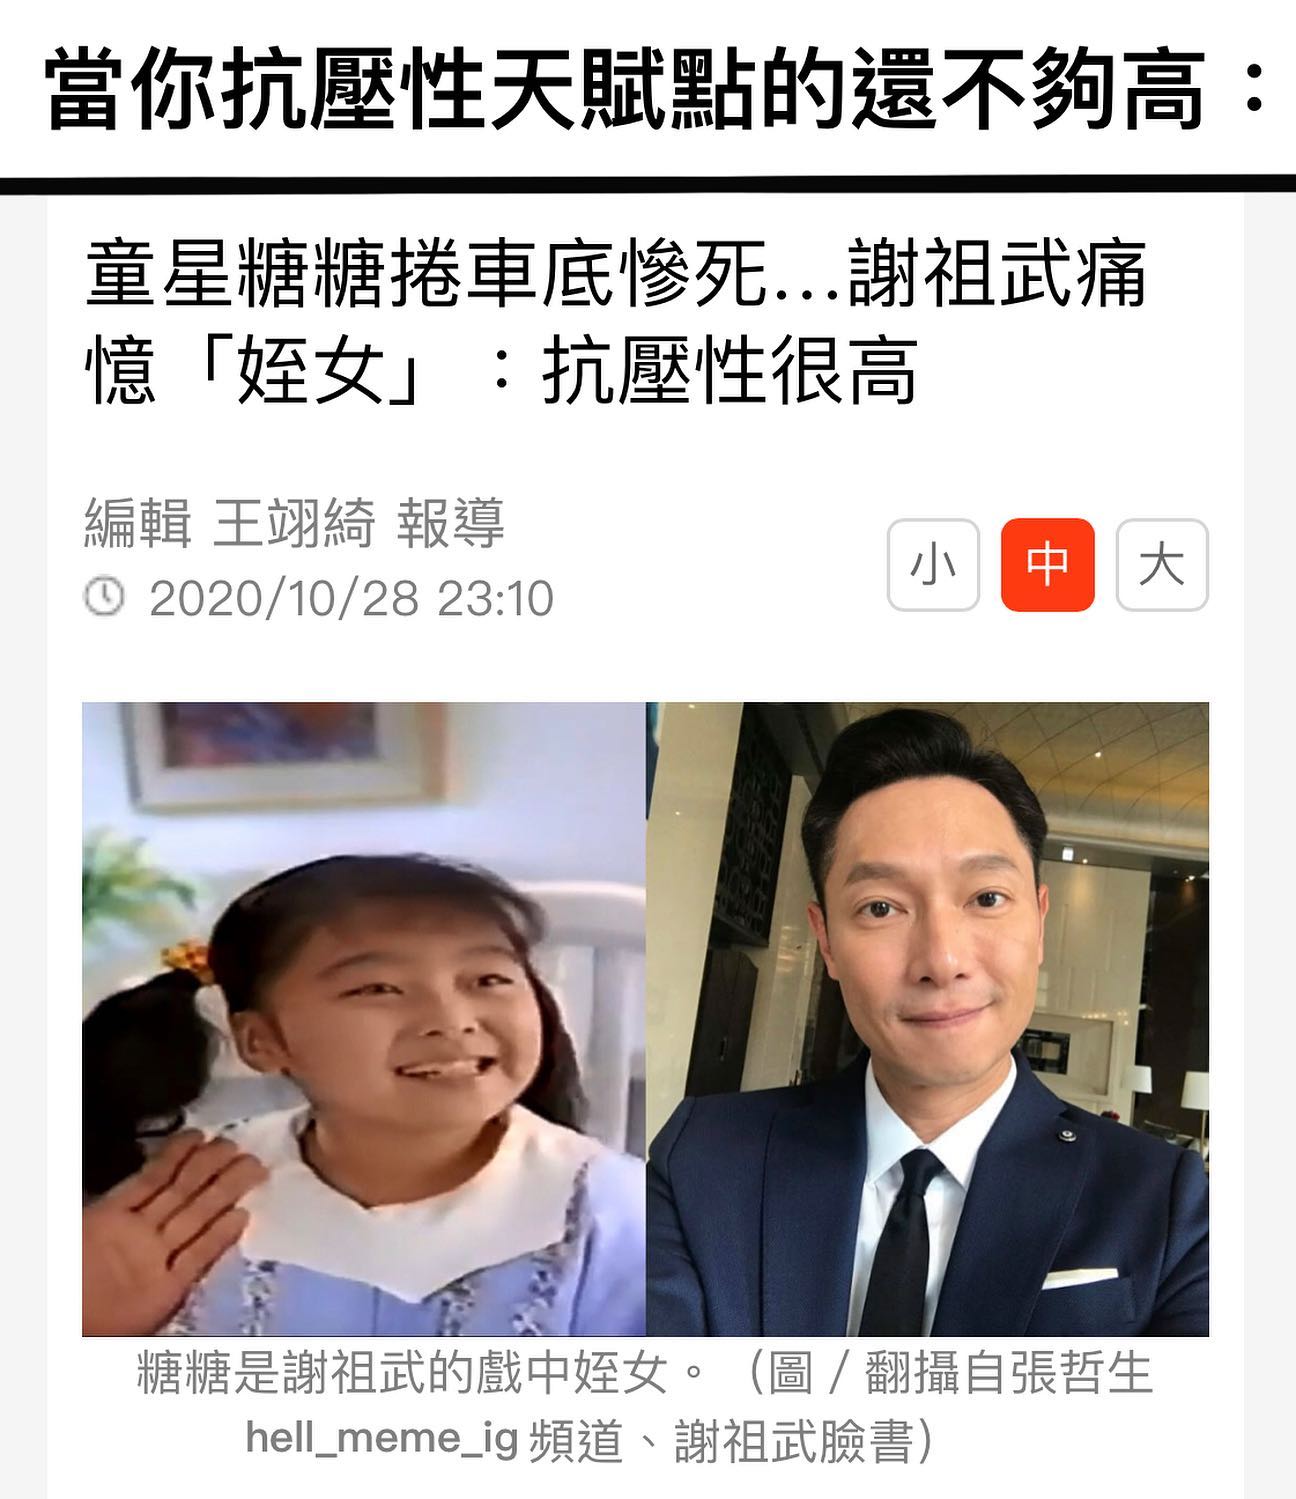 當你抗壓性天賦點的還不夠高：
童星糖糖捲車底慘死...謝祖武痛
憶「姪女」：抗壓性很高
編輯 王翊綺 報導
2020/10/28 23:10
小 中 大
糖糖是謝祖武的戲中姪女。（圖／翻攝自張哲生
hell_meme_ig 頻道、謝祖武臉書）